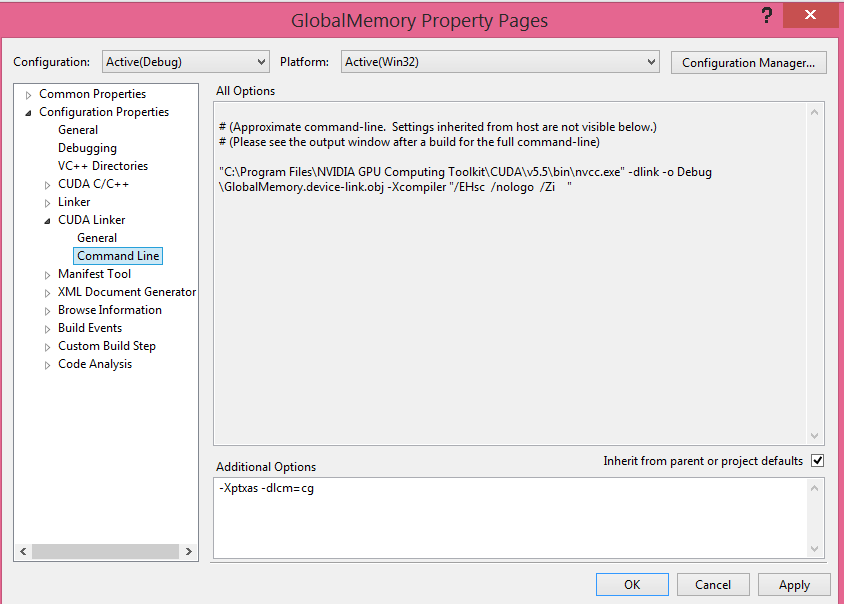 GlobalMemory Property Pages
?
Configuration: Active(Debug) Platform: Active(Win32) Configuration Manager...
Common Properties
Configuration Properties
General
Debugging
VC++ Directories
CUDA C/C++
Linker
CUDA Linker
General
Command Line
Manifest Tool
XML Document Generator
Browse Information
Build Events
Custom Build Step
Code Analysis
All Options
# (Approximate command-line.  Settings inherited from host are not visible below.)
# (Please see the output window after a build for the full command-line)
"C:\Program Files\NVIDIA GPU Computing Toolkit\CUDA\v5.5\bin\nvcc.exe" -dlink -o Debug
\GlobalMemory.device-link.obj -Xcompiler "/EHsc  /nologo  /Zi    "
Inherit from parent or project defaults
Additional Options
-Xptxas -dlcm=cg
OK Cancel Apply